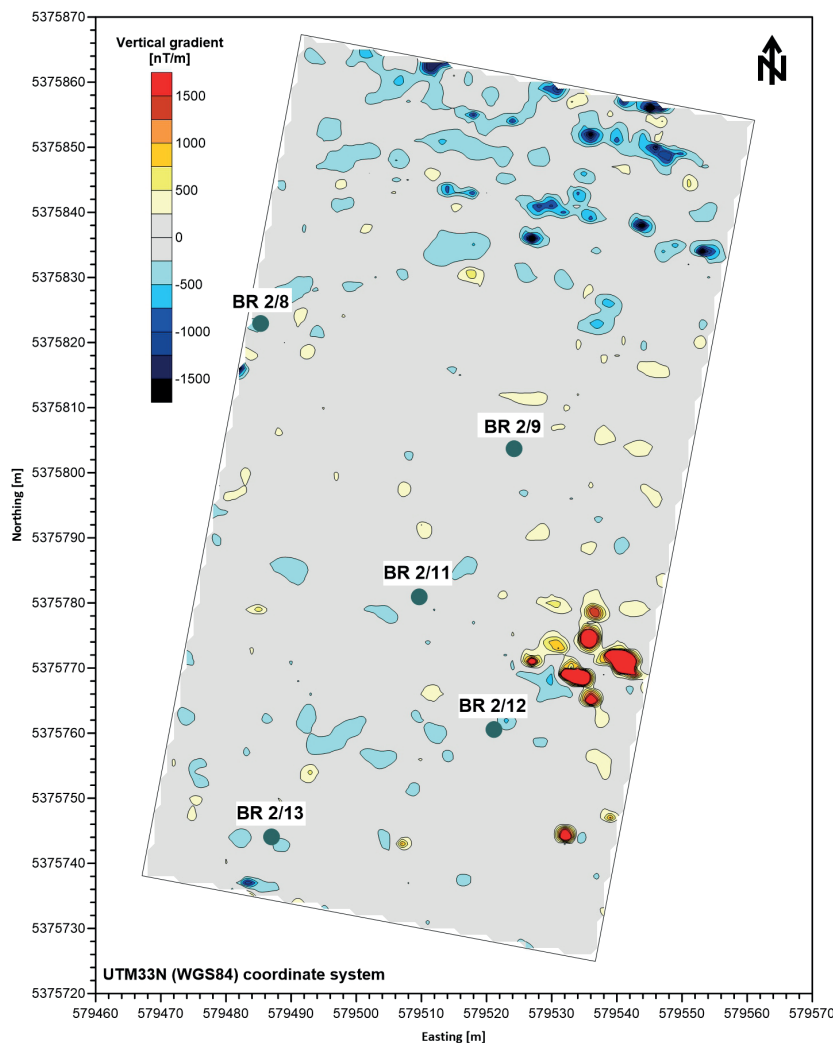 5375870
5375860
5375850
5375840
5375830
5375820
5375810
5375800
5375790
5375780
5375770
5375760
5375750
5375740
5375730
5375720
Northing [m]
Vertical gradient
[nT/m]
1500
1000
500
0
-500
-1000
-1500
N
BR 2/8
BR 2/9
BR 2/11
BR 2/12
BR 2/13
UTM33N (WGS84) coordinate system
579460 579470 579480 579490 579500 579510 579520 579530 579540 579550 579560 579570
Easting [m]